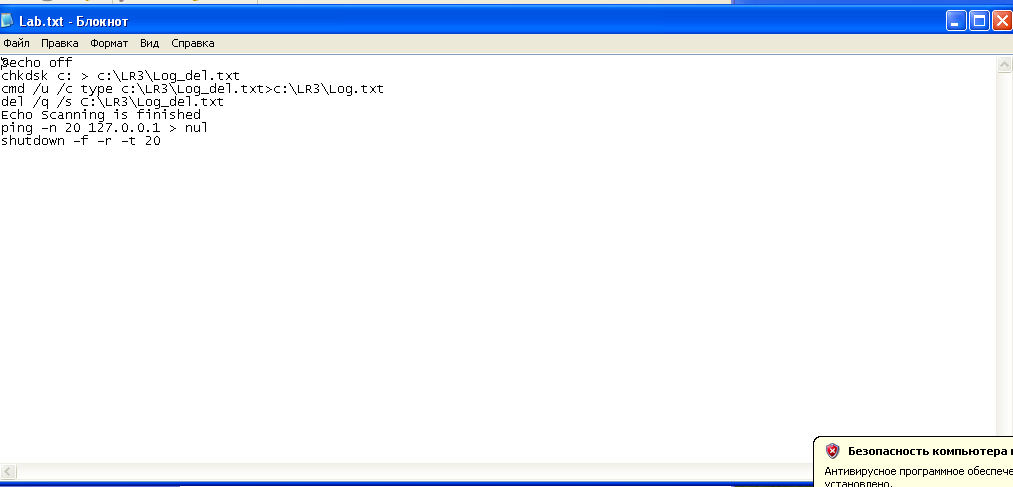 Lab.txt - Блокнот
Файл Правка Формат Вид Справка
@echo off
chkdsk c: > c:\LR3\Log_del.txt
cmd /u /c type c:\LR3\Log_del.txt>c:\LR3\Log.txt
del /q /s C:\LR3\Log_del.txt
Echo Scanning is finished
ping -n 20 127.0.0.1 > nul
shutdown -f -r -t 20
Безопасность компьютера
Антивирусное программное
установлено.